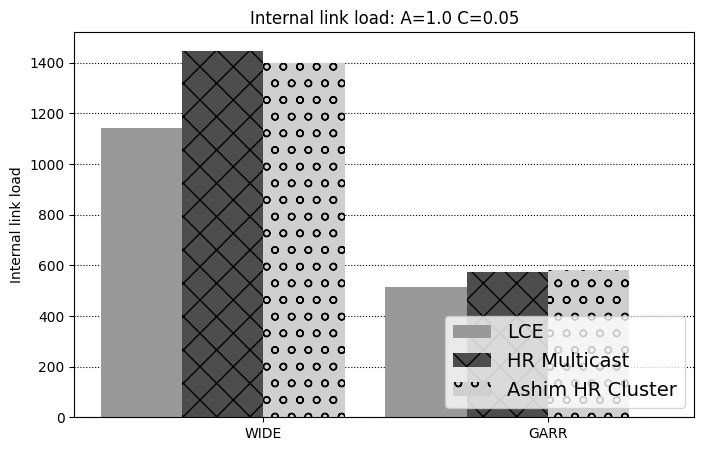 Internal link load: A=1.0 C=0.05
Internal link load
1400
1200
1000
800
600
400
200
0
WIDE
GARR
LCE
HR Multicast
Ashim HR Cluster